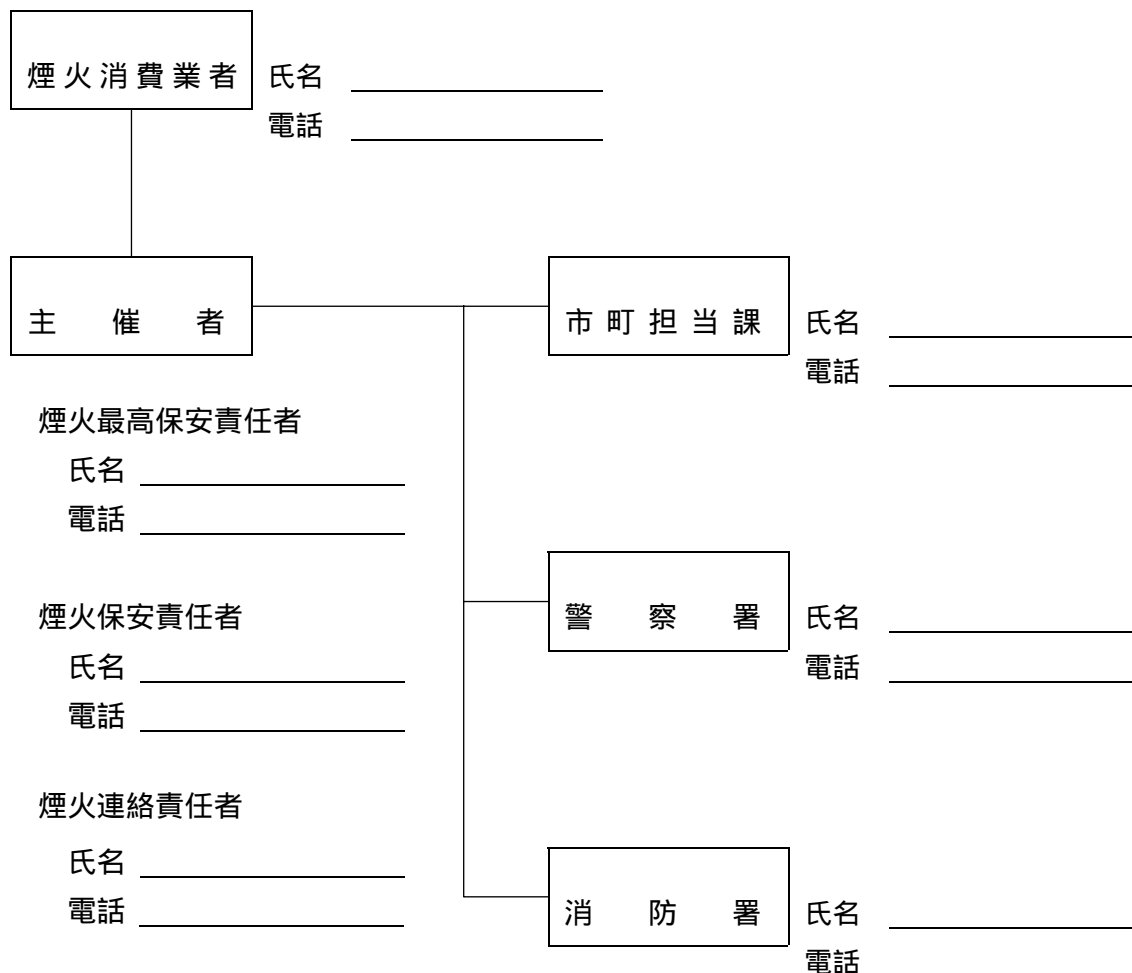 煙火消費業者
氏名
電話
主催者
市町担当課
氏名
電話
煙火最高保安責任者
氏名
電話
煙火保安責任者
氏名
電話
警察署
氏名
電話
煙火連絡責任者
氏名
電話
消防署
氏名
電話